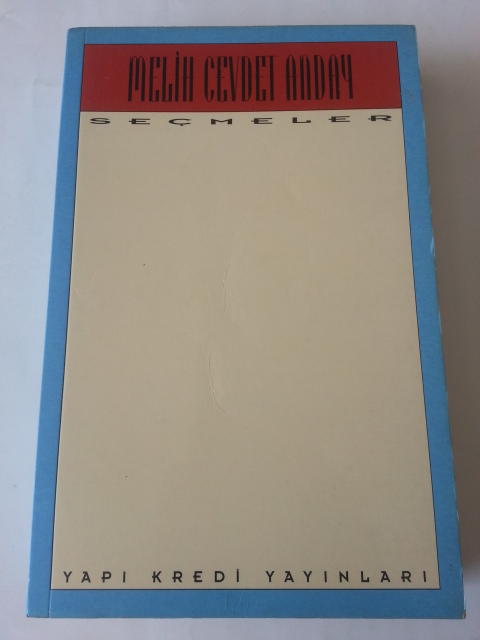 MELİH CEVDET ANDAY
SEÇMELER
YAPI KREDİ YAYINLARI